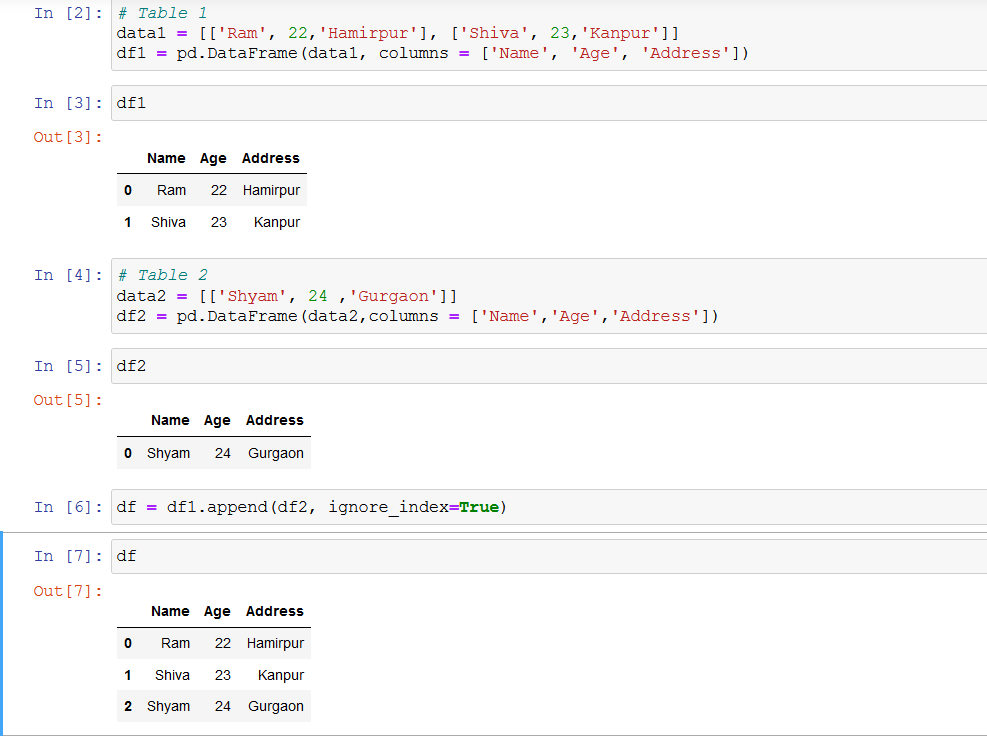 In [2]: # Table 1
data1 = [['Ram', 22,'Hamirpur'], ['Shiva', 23,'Kanpur']]
df1 = pd.DataFrame(data1, columns = ['Name', 'Age', 'Address'])
In [3]: df1
Out[3]:
Name Age Address
0 Ram 22 Hamirpur
1 Shiva 23 Kanpur
In [4]: # Table 2
data2 = [['Shyam', 24 ,'Gurgaon']]
df2 = pd.DataFrame(data2,columns = ['Name','Age','Address'])
In [5]: df2
Out[5]:
Name Age Address
0 Shyam 24 Gurgaon
In [6]: df = df1.append(df2, ignore_index=True)
In [7]: df
Out[7]:
Name Age Address
0 Ram 22 Hamirpur
1 Shiva 23 Kanpur
2 Shyam 24 Gurgaon